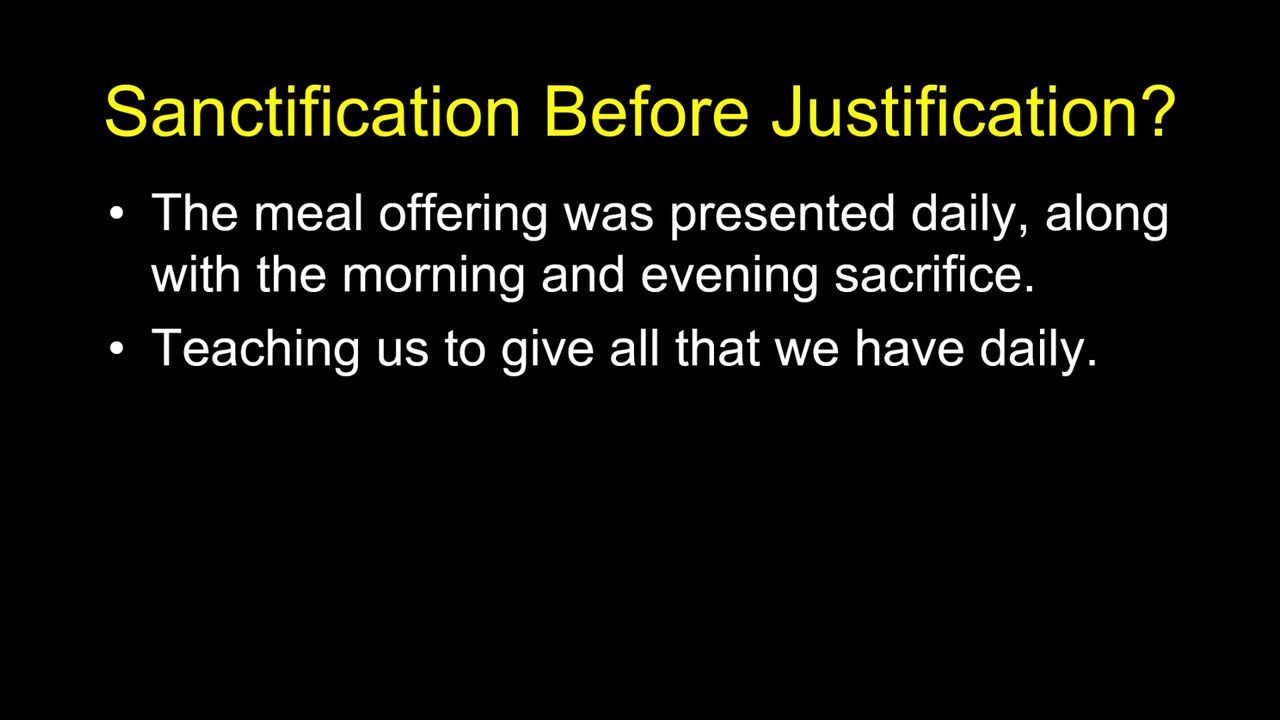 Sanctification Before Justification?
• The meal offering was presented daily, along
with the morning and evening sacrifice.
• Teaching us to give all that we have daily.